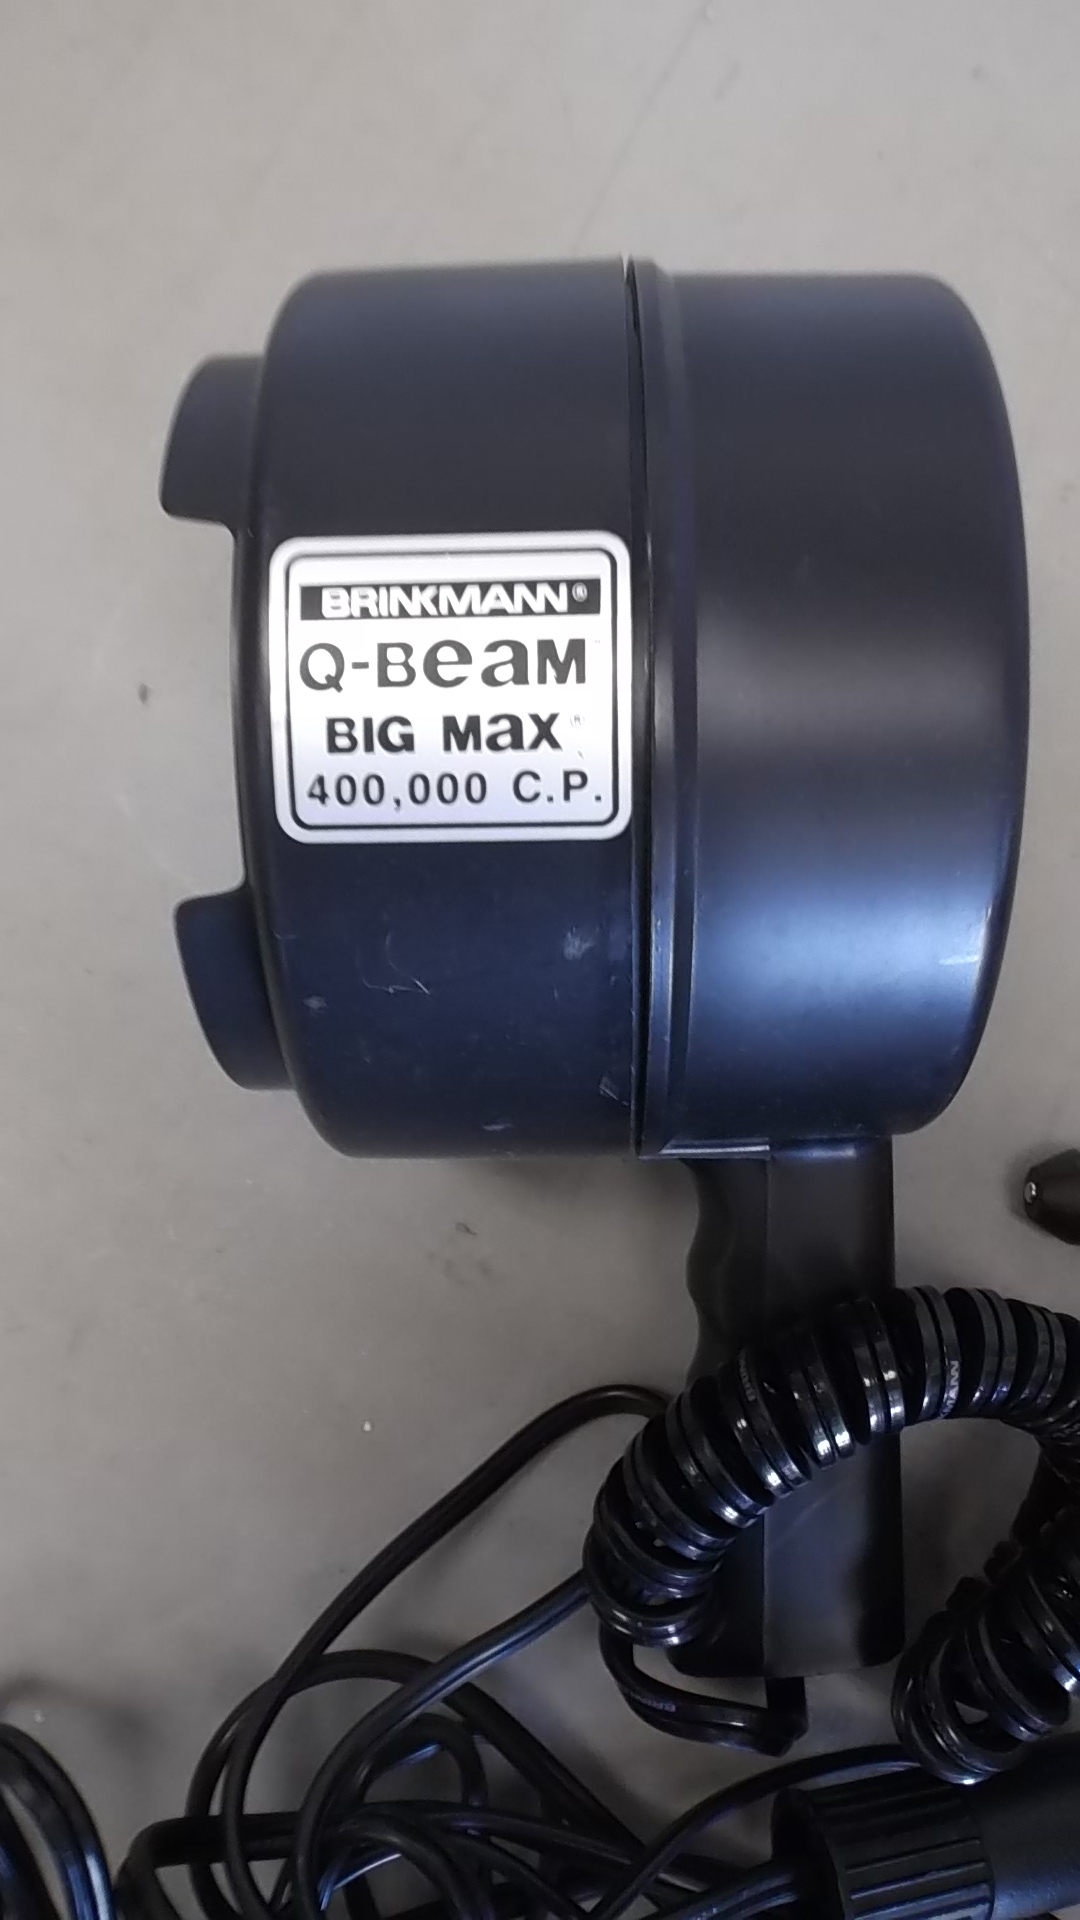 BRINKMANN®
Q-BeaM
BIG Max®
400,000 C.P.